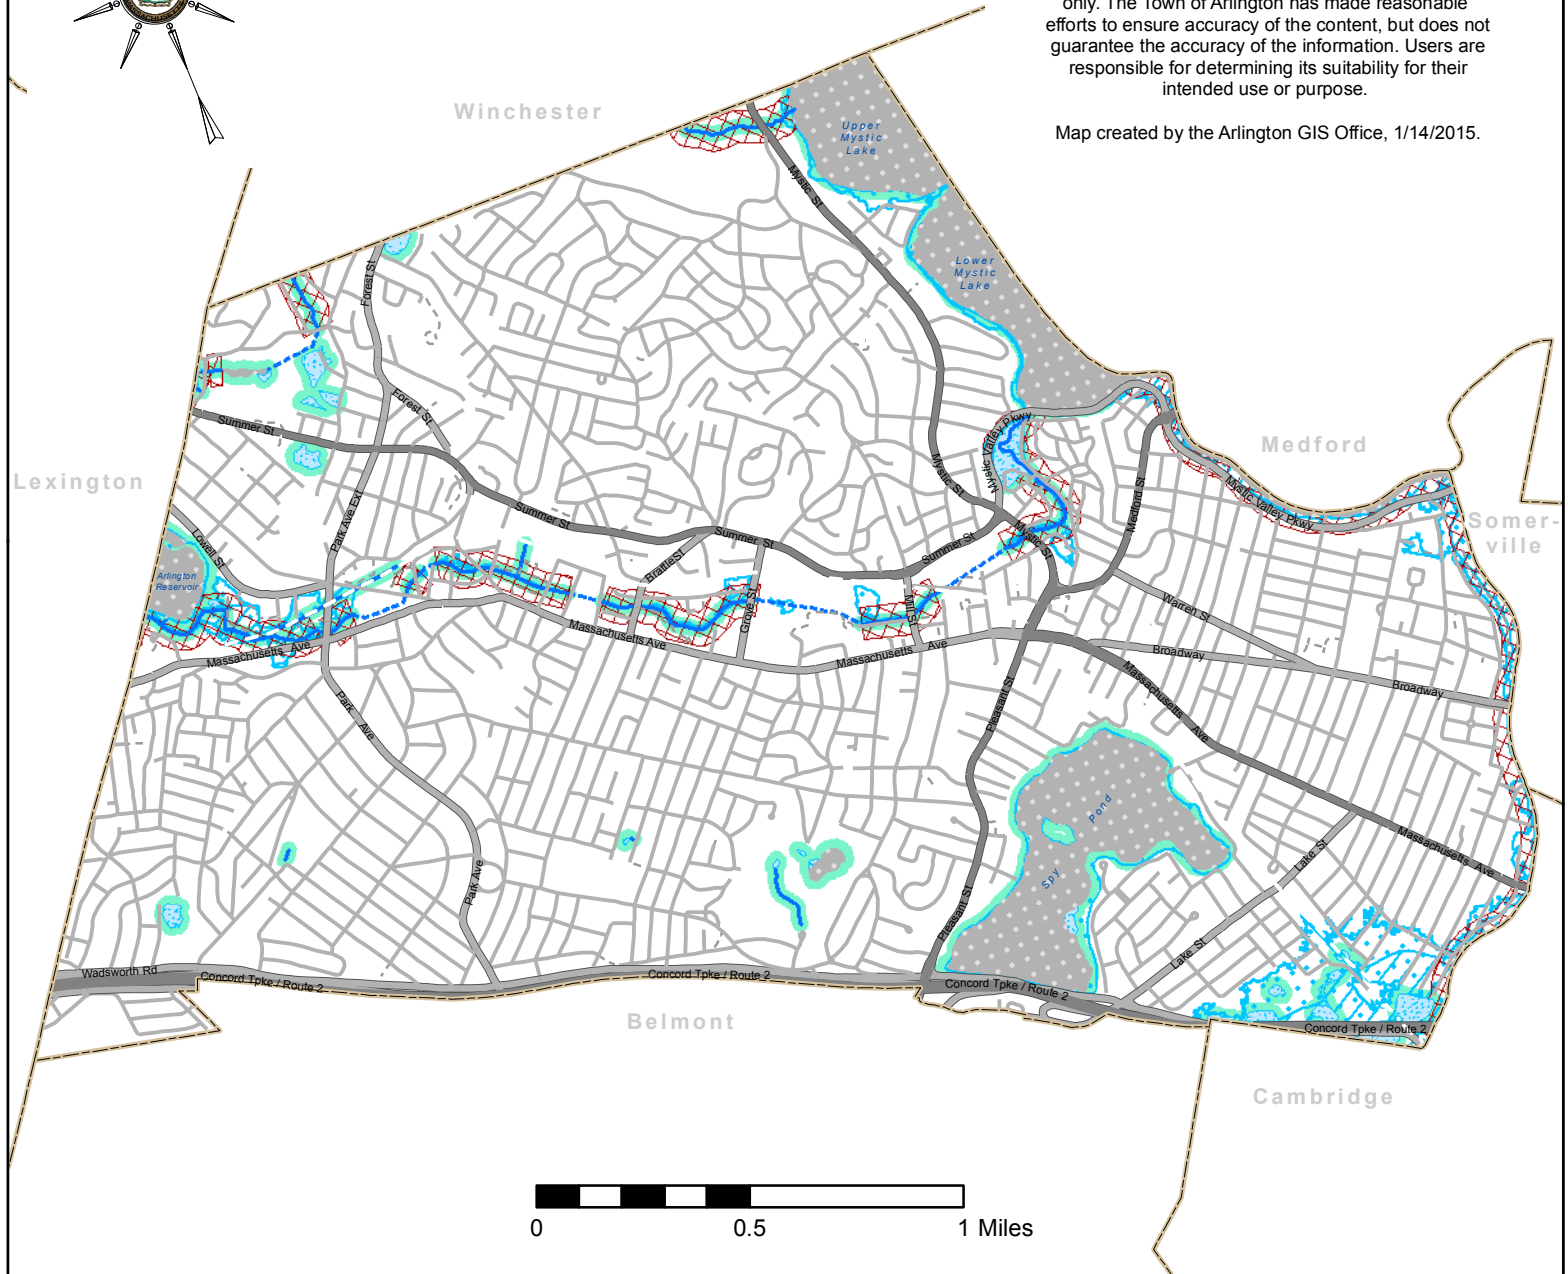 only. The Town of Arlington has made reasonable
efforts to ensure accuracy of the content, but does not
guarantee the accuracy of the information. Users are
responsible for determining its suitability for their
intended use or purpose.
Map created by the Arlington GIS Office, 1/14/2015.
Winchester
Upper
Mystic
Lake
Mystic St
Lower
Mystic
Lake
Forest St
Forest St
Summer St
Lexington
Medford
Mystic Valley Pkwy
Mystic St
Medford St
Mystic Valley Pkwy
Somer-
ville
Park Ave Ext
Summer St
Summer St
Summer St
Mystic St
Lowell St
Brattle St
Arlington
Reservoir
Grove St
Mill St
Warren St
Massachusetts Ave
Massachusetts Ave
Massachusetts Ave
Broadway
Broadway
Massachusetts Ave
Pleasant St
Park Ave
Spy Pond
Lake St
Massachusetts Ave
Park Ave
Pleasant St
Lake St
Wadsworth Rd
Concord Tpke / Route 2
Concord Tpke / Route 2
Concord Tpke / Route 2
Concord Tpke / Route 2
Belmont
Cambridge
0 0.5 1 Miles